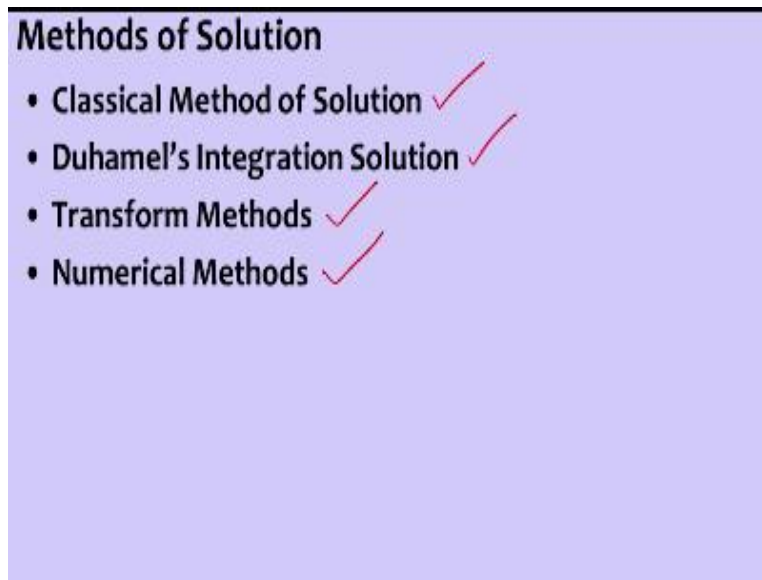 Methods of Solution
• Classical Method of Solution
• Duhamel's Integration Solution
• Transform Methods
• Numerical Methods